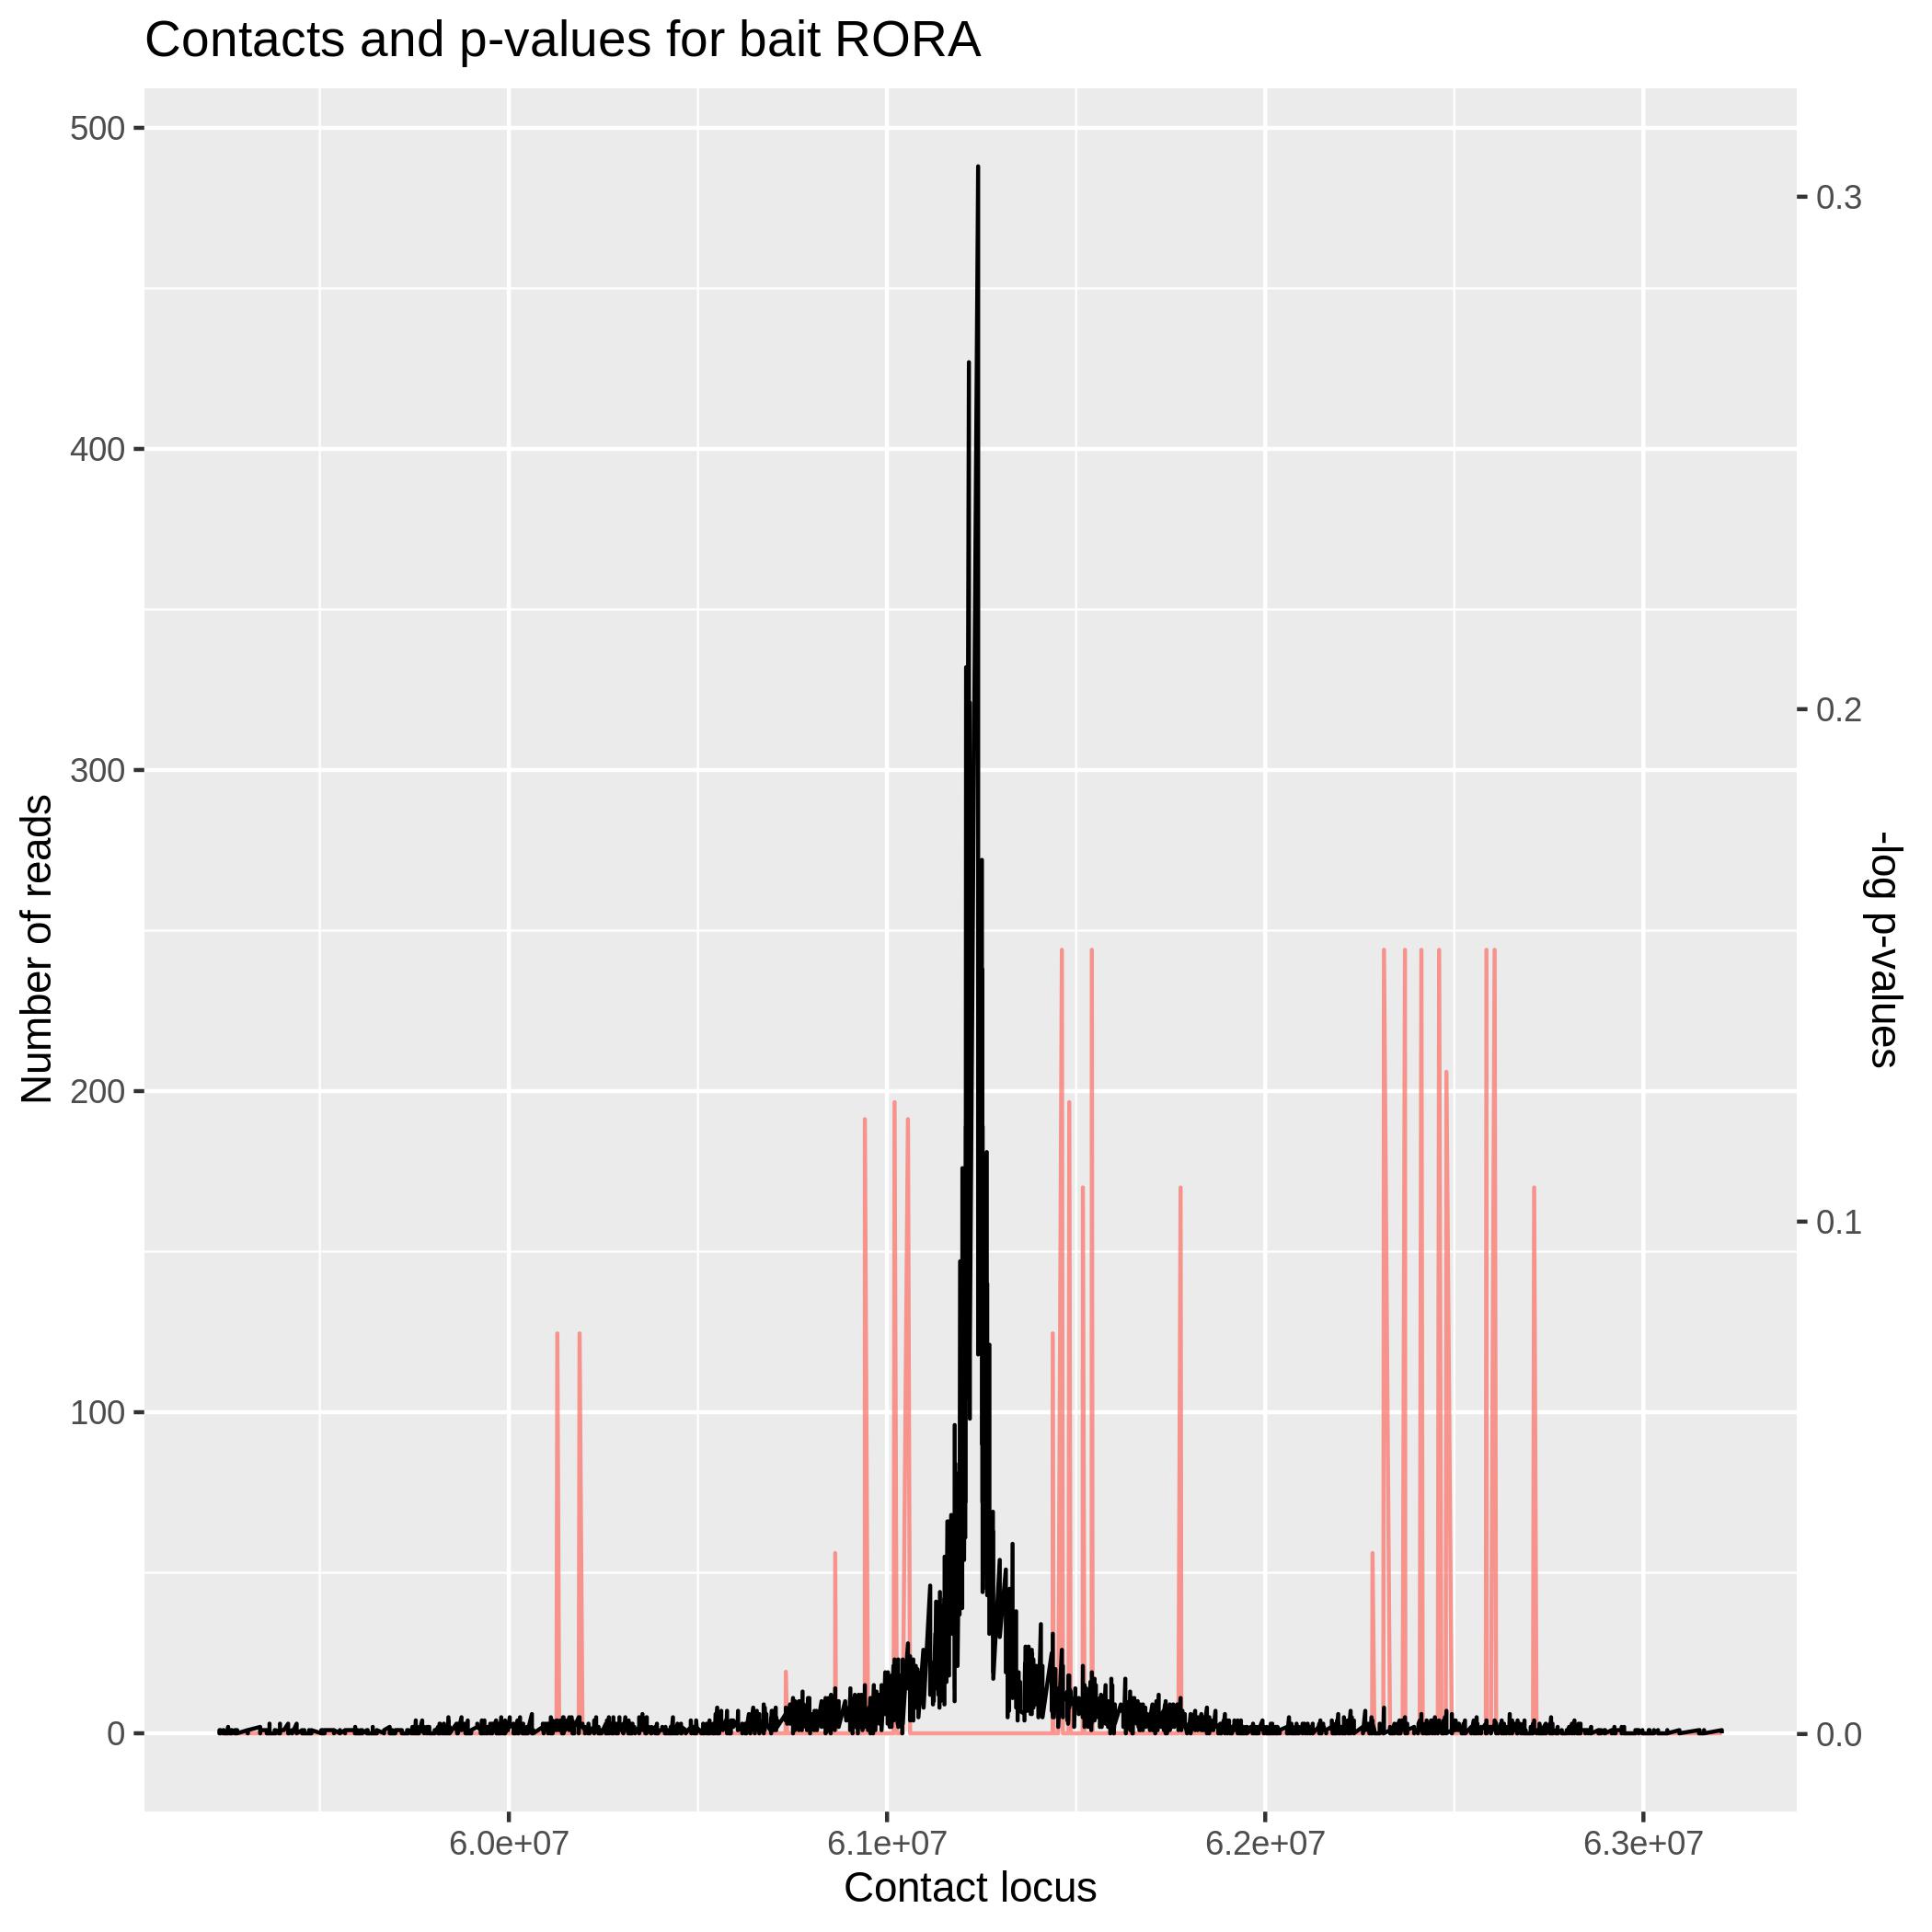 Contacts and p-values for bait RORA
500
400
300
200
100
0
Number of reads
0.3
0.2
0.1
0.0
-log p-values
6.0e+07
6.1e+07
6.2e+07
6.3e+07
Contact locus